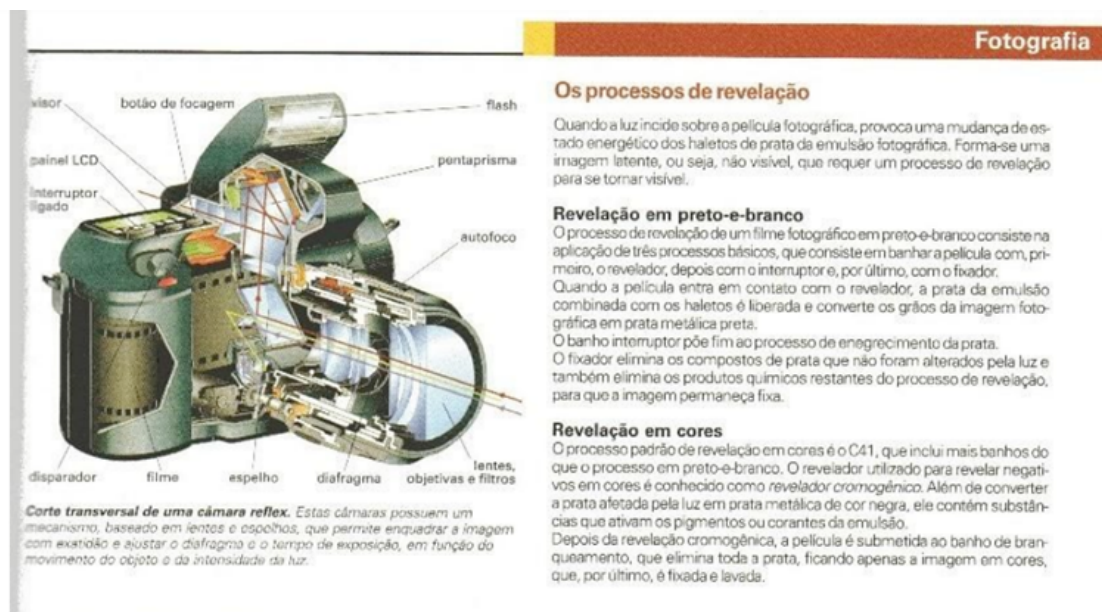 Fotografia
visor
botão de focagem
flash
painel LCD
pentaprisma
interruptor
ligado
autofoco
disparador
filme
espelho
diafragma
lentes,
objetivas e filtros
Corte transversal de uma câmara reflex. Estas câmaras possuem um
mecanismo, baseado em lentes e espelhos, que permite enquadrar a imagem
com exatidão e ajustar o diafragma e o tempo de exposição, em função do
movimento do objeto e da intensidade da luz.
Os processos de revelação
Quando a luz incide sobre a película fotográfica, provoca uma mudança de es-
tado energético dos haletos de prata da emulsão fotográfica. Forma-se uma
imagem latente, ou seja, não visível, que requer um processo de revelação
para se tornar visível.
Revelação em preto-e-branco
O processo de revelação de um filme fotográfico em preto-e-branco consiste na
aplicação de três processos básicos, que consiste em banhar a película com, pri-
meiro, o revelador, depois com o interruptor e, por último, com o fixador.
Quando a película entra em contato com o revelador, a prata da emulsão
combinada com os haletos é liberada e converte os grãos da imagem foto-
gráfica em prata metálica preta.
O banho interruptor põe fim ao processo de enegrecimento da prata.
O fixador elimina os compostos de prata que não foram alterados pela luz e
também elimina os produtos químicos restantes do processo de revelação,
para que a imagem permaneça fixa.
Revelação em cores
O processo padrão de revelação em cores é o C41, que inclui mais banhos do
que o processo em preto-e-branco. O revelador utilizado para revelar negati-
vos em cores é conhecido como revelador cromogênico. Além de converter
a prata afetada pela luz em prata metálica de cor negra, ele contém substân-
cias que ativam os pigmentos ou corantes da emulsão.
Depois da revelação cromogênica, a película é submetida ao banho de bran-
queamento, que elimina toda a prata, ficando apenas a imagem em cores,
que, por último, é fixada e lavada.